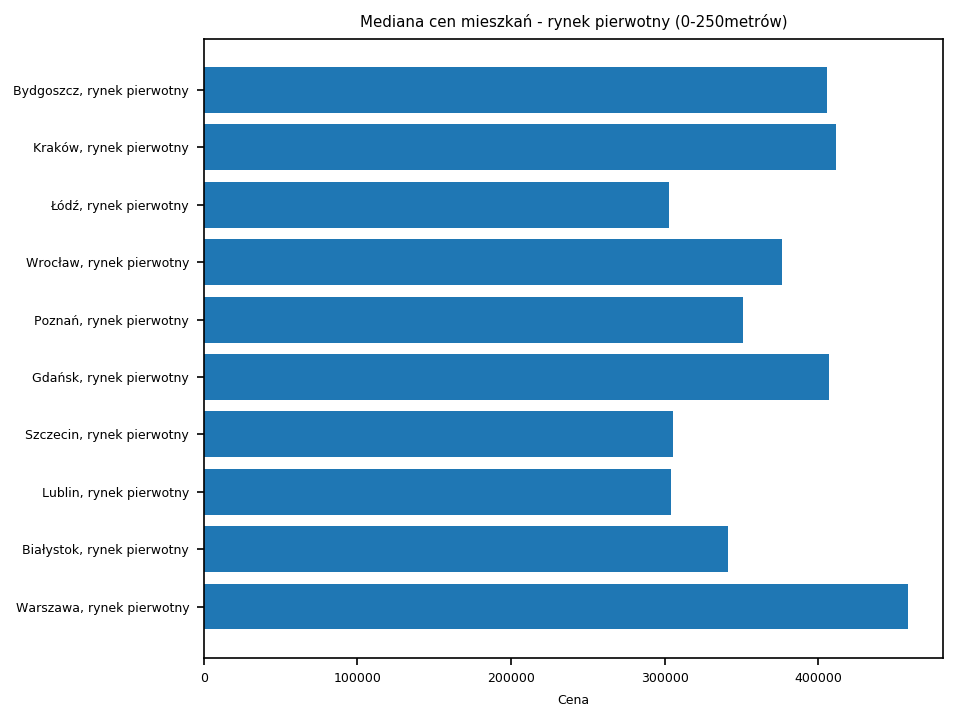 Mediana cen mieszkań - rynek pierwotny (0-250metrów)
Bydgoszcz, rynek pierwotny
Kraków, rynek pierwotny
Łódź, rynek pierwotny
Wrocław, rynek pierwotny
Poznań, rynek pierwotny
Gdańsk, rynek pierwotny
Szczecin, rynek pierwotny
Lublin, rynek pierwotny
Białystok, rynek pierwotny
Warszawa, rynek pierwotny
0 100000 200000 300000 400000
Cena